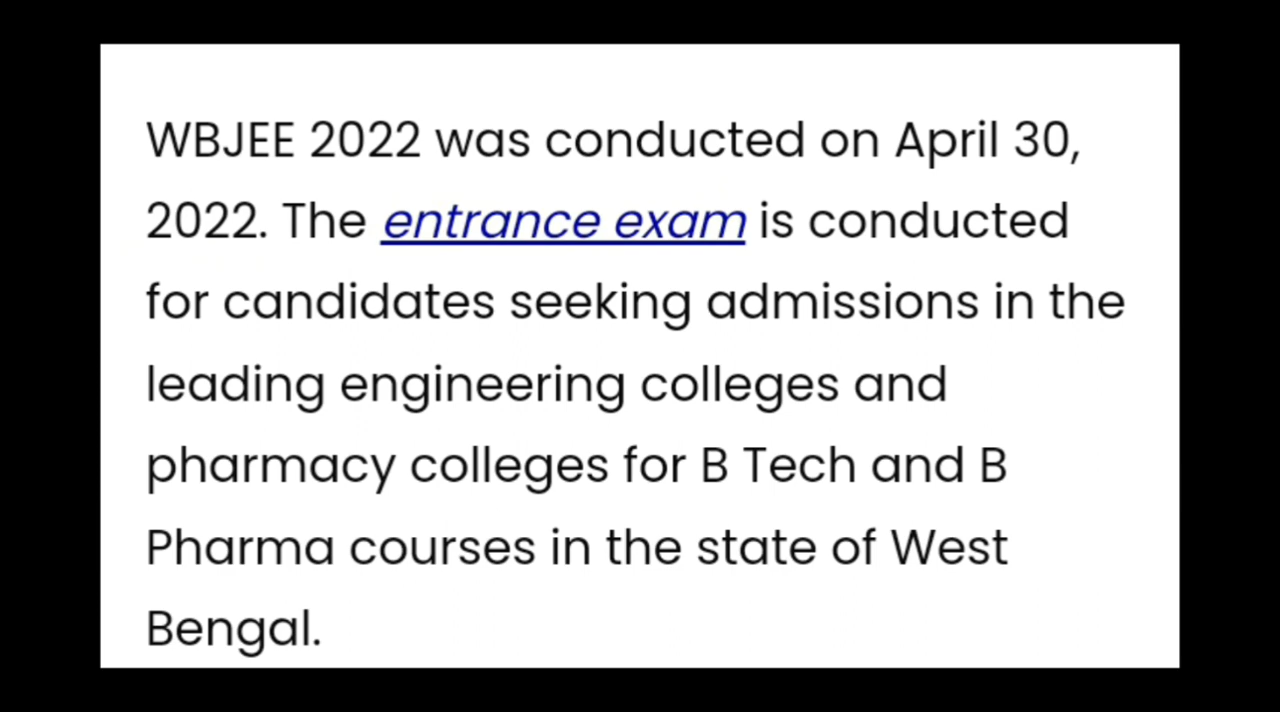 WBJEE 2022 was conducted on April 30,
2022. The entrance exam is conducted
for candidates seeking admissions in the
leading engineering colleges and
pharmacy colleges for B Tech and B
Pharma courses in the state of West
Bengal.